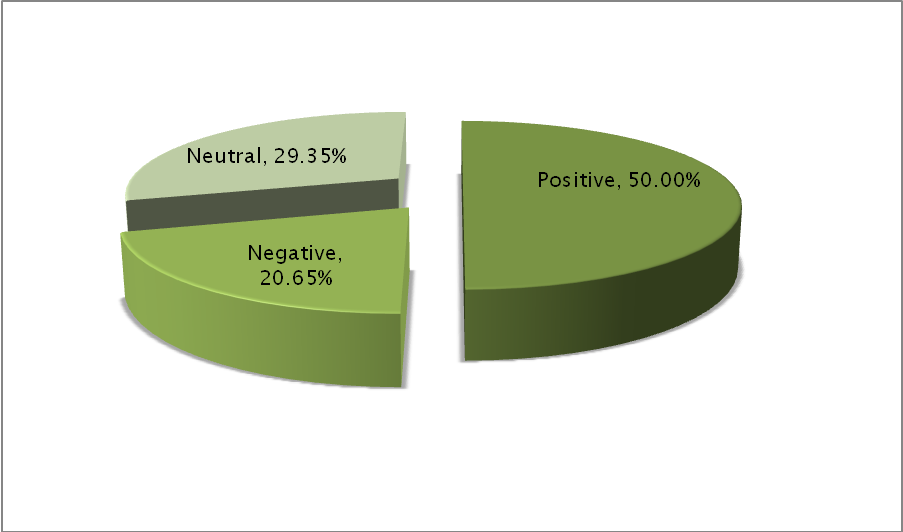 Neutral, 29.35%
Positive, 50.00%
Negative,
20.65%